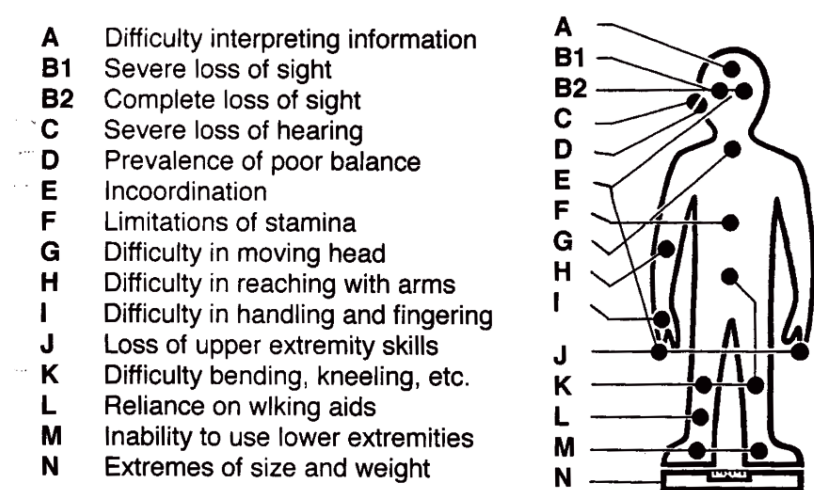 A Difficulty interpreting information
B1 Severe loss of sight
B2 Complete loss of sight
C Severe loss of hearing
D Prevalence of poor balance
E Incoordination
F Limitations of stamina
G Difficulty in moving head
H Difficulty in reaching with arms
I Difficulty in handling and fingering
J Loss of upper extremity skills
K Difficulty bending, kneeling, etc.
L Reliance on wlking aids
M Inability to use lower extremities
N Extremes of size and weight
A
B1
B2
C
D
E
F
G
H
I
J
K
L
M
N